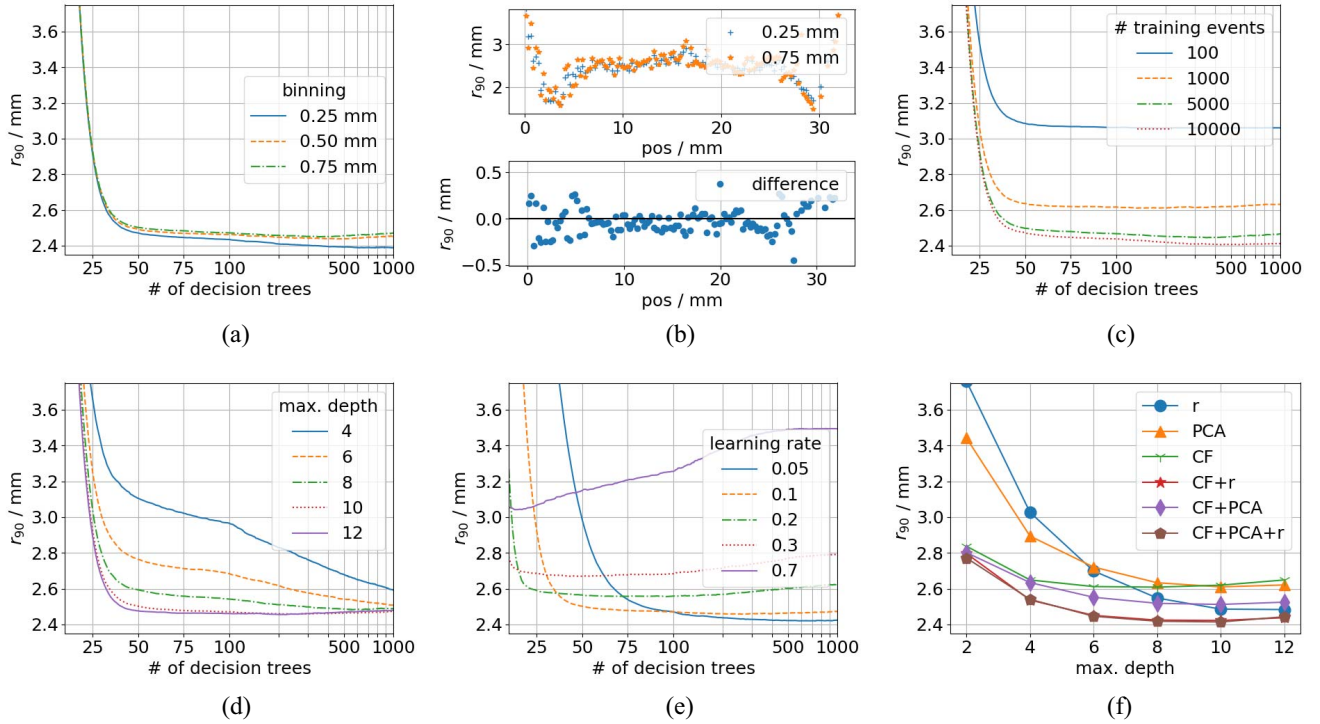 3.6
3.4
3.2
3.0
2.8
2.6
2.4
r90 / mm
binning
0.25 mm
0.50 mm
0.75 mm
25 50 75 100 500 1000
# of decision trees
(a)
3
2
r90 / mm
0.25 mm
0.75 mm
0 10 20 30
pos / mm
0.5
0.0
−0.5
r90 / mm
difference
0 10 20 30
pos / mm
(b)
3.6
3.4
3.2
3.0
2.8
2.6
2.4
r90 / mm
# training events
100
1000
5000
10000
25 50 75 100 500 1000
# of decision trees
(c)
3.6
3.4
3.2
3.0
2.8
2.6
2.4
r90 / mm
max. depth
4
6
8
10
12
25 50 75 100 500 1000
# of decision trees
(d)
3.6
3.4
3.2
3.0
2.8
2.6
2.4
r90 / mm
learning rate
0.05
0.1
0.2
0.3
0.7
25 50 75 100 500 1000
# of decision trees
(e)
3.6
3.4
3.2
3.0
2.8
2.6
2.4
r90 / mm
r
PCA
CF
CF+r
CF+PCA
CF+PCA+r
2 4 6 8 10 12
max. depth
(f)